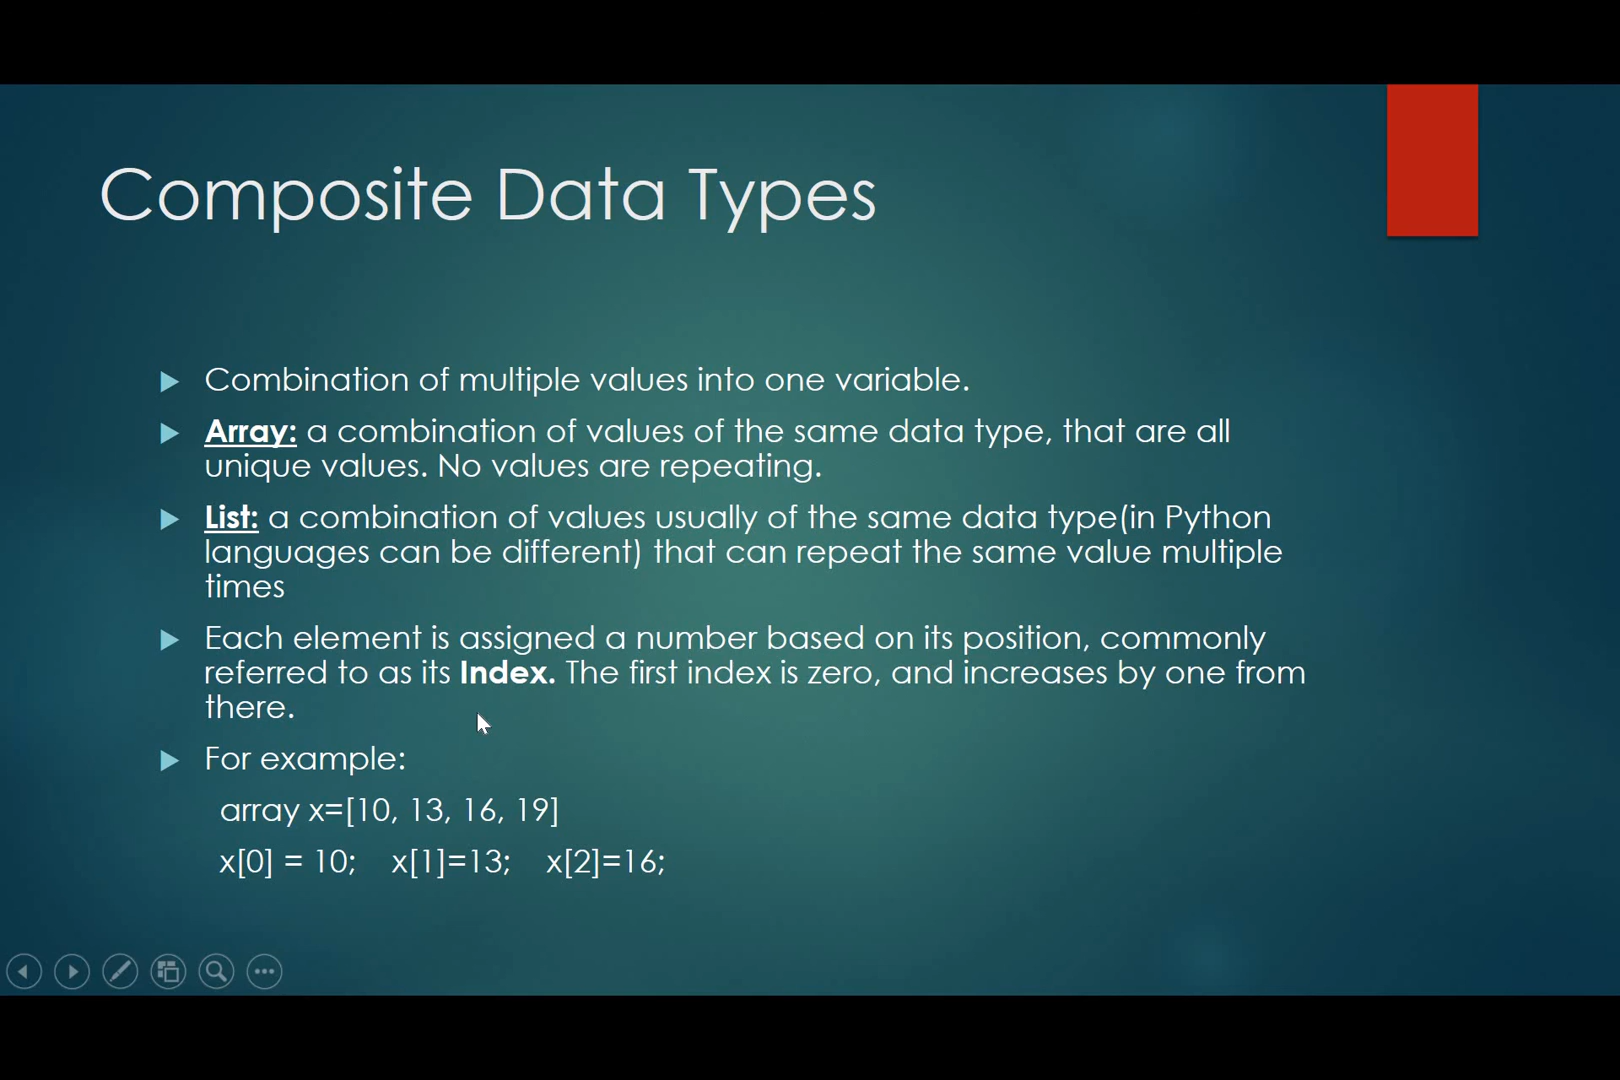 Composite Data Types
Combination of multiple values into one variable.
Array: a combination of values of the same data type, that are all
unique values. No values are repeating.
List: a combination of values usually of the same data type(in Python
languages can be different) that can repeat the same value multiple
times
Each element is assigned a number based on its position, commonly
referred to as its Index. The first index is zero, and increases by one from
there.
For example:
array x=[10, 13, 16, 19]
x[0] = 10; x[1]=13; x[2]=16;